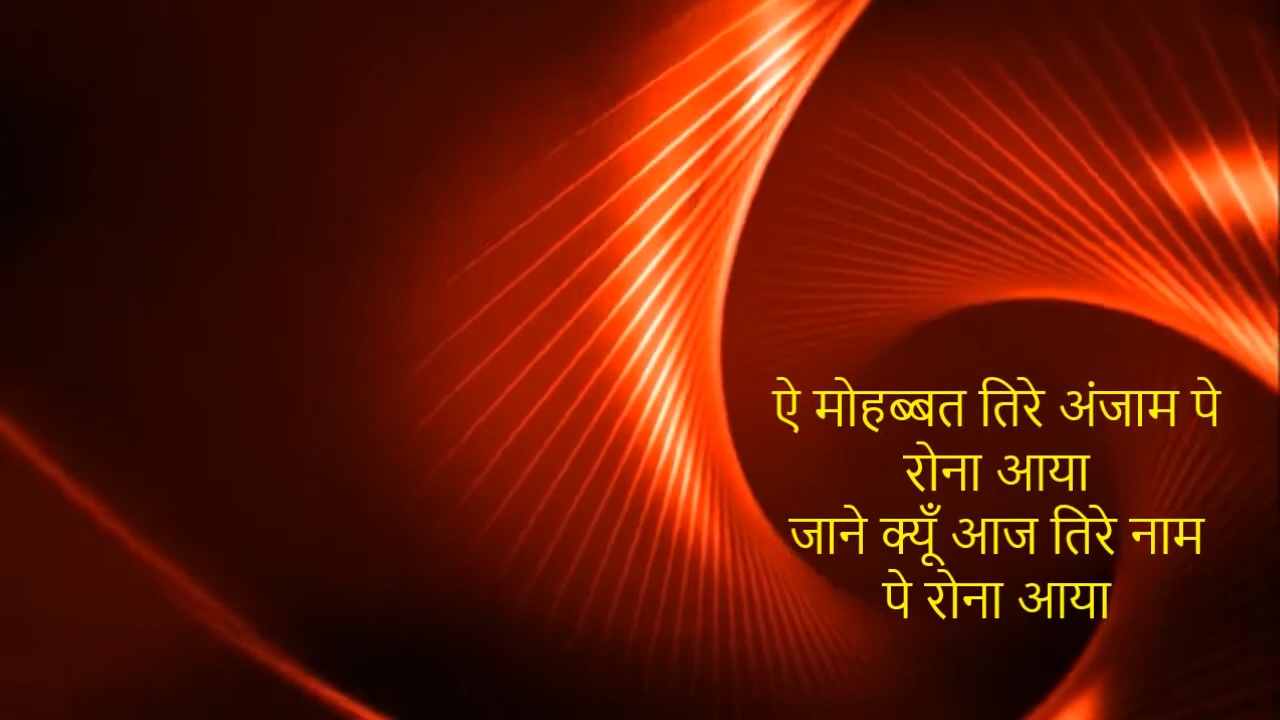 ऐ मोहब्बत तिरे अंजाम पे
रोना आया
जाने क्यूँ आज तिरे नाम
पे रोना आया